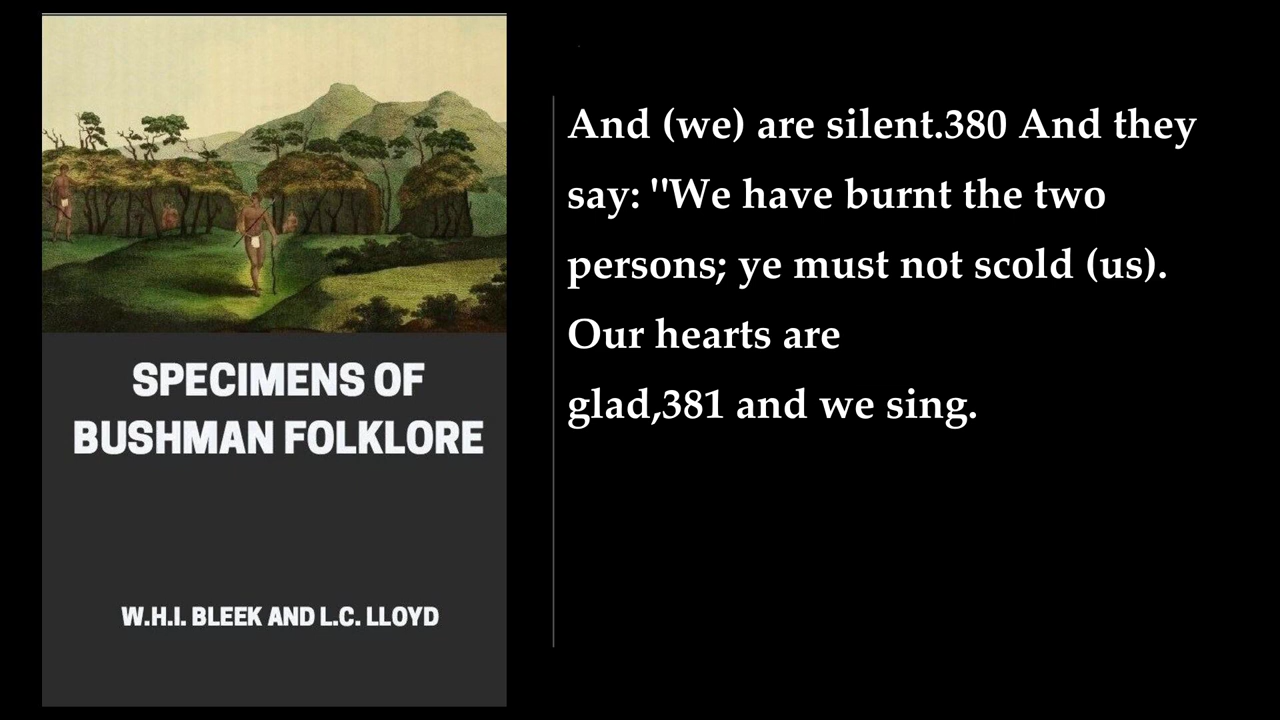 SPECIMENS OF
BUSHMAN FOLKLORE
W.H.I. BLEEK AND L.C. LLOYD
And (we) are silent.380 And they
say: "We have burnt the two
persons; ye must not scold (us).
Our hearts are
glad,381 and we sing.